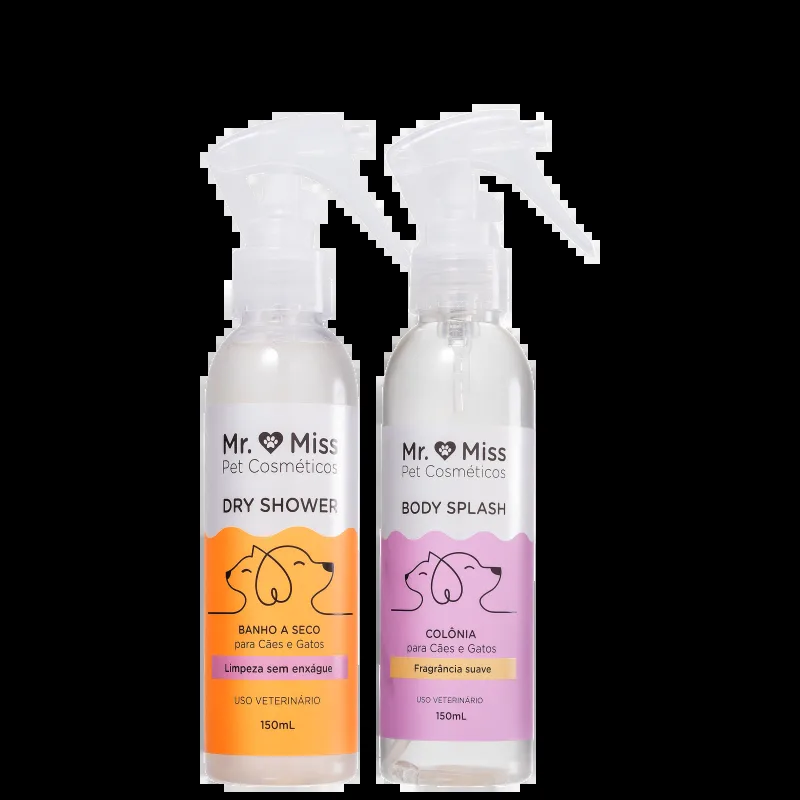 Mr. Miss
Pet Cosméticos
DRY SHOWER
BANHO A SECO
para Cães e Gatos
Limpeza sem enxágue
USO VETERINÁRIO
150mL
Mr. Miss
Pet Cosméticos
BODY SPLASH
COLÔNIA
para Cães e Gatos
Fragrância suave
USO VETERINÁRIO
150mL